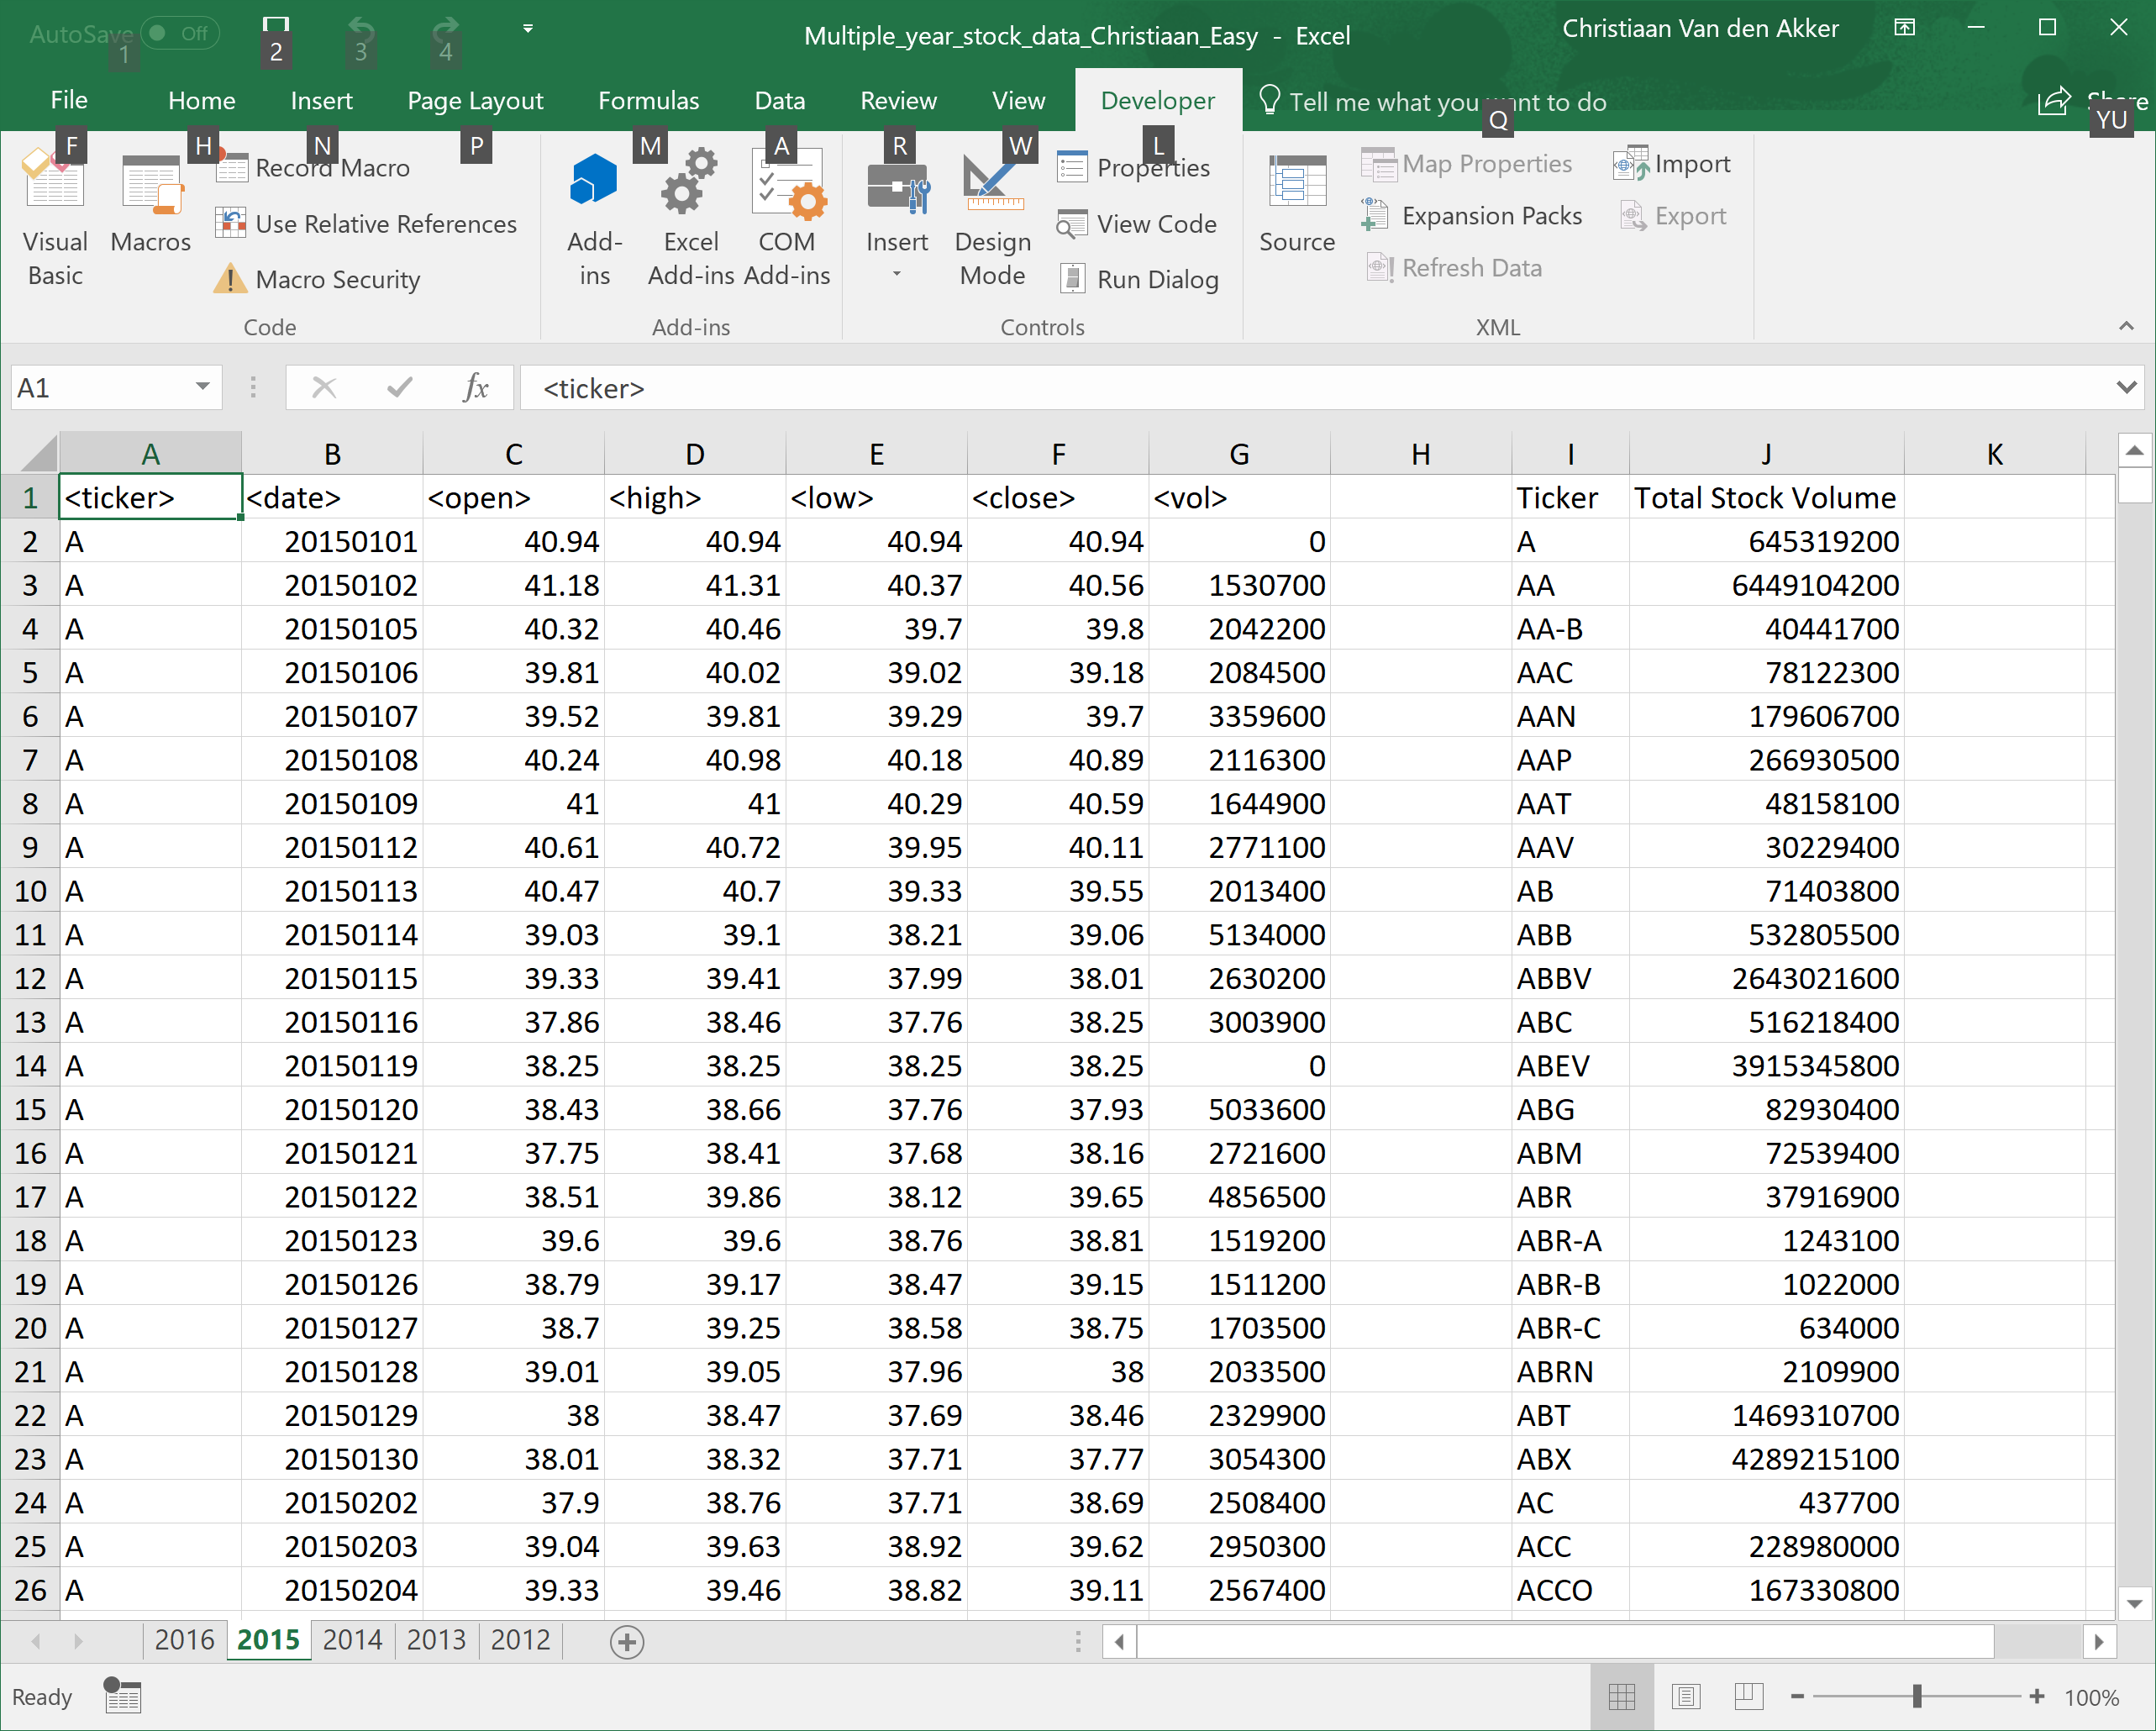 AutoSave Off Multiple_year_stock_data_Christiaan_Easy - Excel Christiaan Van den Akker
1 2 3 4
File Home Insert Page Layout Formulas Data Review View Developer Tell me what you want to do Share
F H N P M A R W L Q YU
Visual Basic
Macros
Record Macro
Use Relative References
Macro Security
Code
Add-ins
Excel Add-ins
COM Add-ins
Add-ins
Insert
Design Mode
Properties
View Code
Run Dialog
Controls
Source
Map Properties
Expansion Packs
Refresh Data
Import
Export
XML
A1 fx <ticker>
A B C D E F G H I J K
1 <ticker> <date> <open> <high> <low> <close> <vol> Ticker Total Stock Volume
2 A 20150101 40.94 40.94 40.94 40.94 0 A 645319200
3 A 20150102 41.18 41.31 40.37 40.56 1530700 AA 6449104200
4 A 20150105 40.32 40.46 39.7 39.8 2042200 AA-B 40441700
5 A 20150106 39.81 40.02 39.02 39.18 2084500 AAC 78122300
6 A 20150107 39.52 39.81 39.29 39.7 3359600 AAN 179606700
7 A 20150108 40.24 40.98 40.18 40.89 2116300 AAP 266930500
8 A 20150109 41 41 40.29 40.59 1644900 AAT 48158100
9 A 20150112 40.61 40.72 39.95 40.11 2771100 AAV 30229400
10 A 20150113 40.47 40.7 39.33 39.55 2013400 AB 71403800
11 A 20150114 39.03 39.1 38.21 39.06 5134000 ABB 532805500
12 A 20150115 39.33 39.41 37.99 38.01 2630200 ABBV 2643021600
13 A 20150116 37.86 38.46 37.76 38.25 3003900 ABC 516218400
14 A 20150119 38.25 38.25 38.25 38.25 0 ABEV 3915345800
15 A 20150120 38.43 38.66 37.76 37.93 5033600 ABG 82930400
16 A 20150121 37.75 38.41 37.68 38.16 2721600 ABM 72539400
17 A 20150122 38.51 39.86 38.12 39.65 4856500 ABR 37916900
18 A 20150123 39.6 39.6 38.76 38.81 1519200 ABR-A 1243100
19 A 20150126 38.79 39.17 38.47 39.15 1511200 ABR-B 1022000
20 A 20150127 38.7 39.25 38.58 38.75 1703500 ABR-C 634000
21 A 20150128 39.01 39.05 37.96 38 2033500 ABRN 2109900
22 A 20150129 38 38.47 37.69 38.46 2329900 ABT 1469310700
23 A 20150130 38.01 38.32 37.71 37.77 3054300 ABX 4289215100
24 A 20150202 37.9 38.76 37.71 38.69 2508400 AC 437700
25 A 20150203 39.04 39.63 38.92 39.62 2950300 ACC 228980000
26 A 20150204 39.33 39.46 38.82 39.11 2567400 ACCO 167330800
2016 2015 2014 2013 2012
Ready 100%